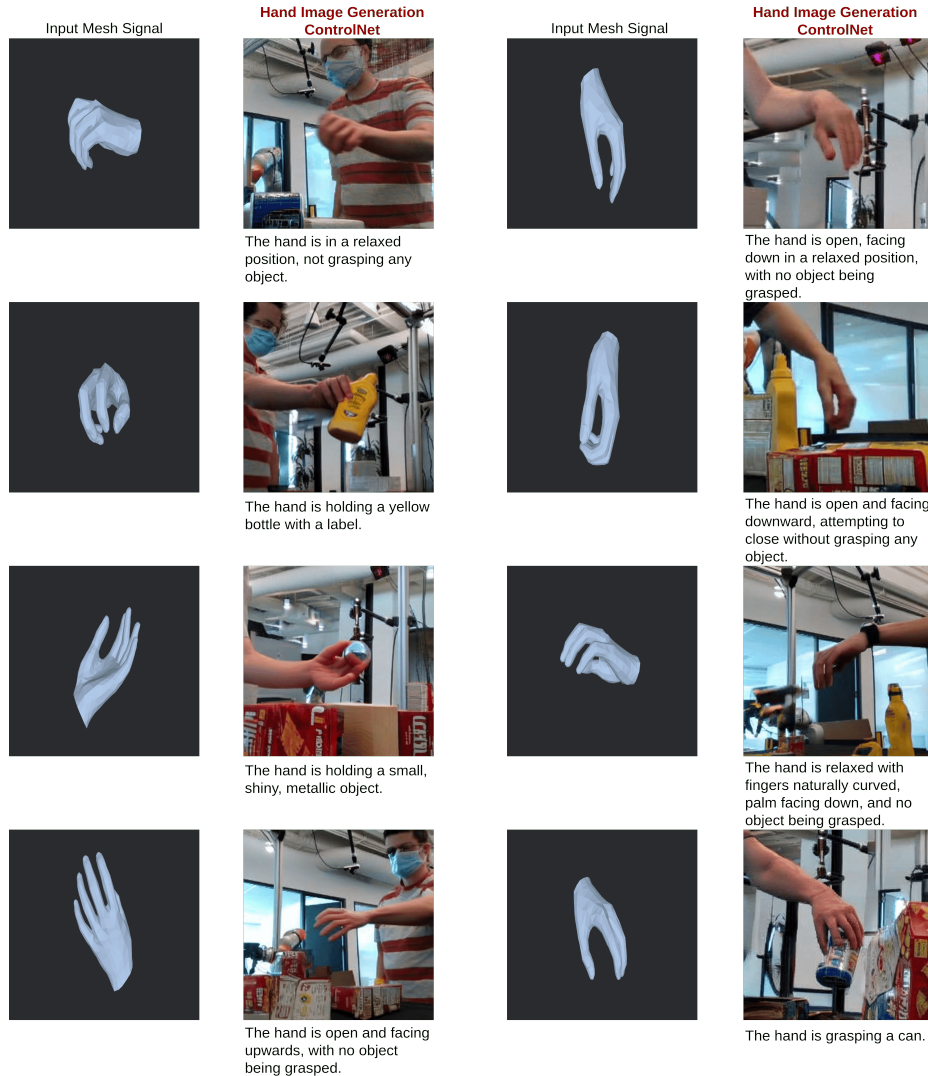 Input Mesh Signal
Hand Image Generation
ControlNet
Input Mesh Signal
Hand Image Generation
ControlNet
The hand is in a relaxed
position, not grasping any
object.
The hand is open, facing
down in a relaxed position,
with no object being
grasped.
The hand is holding a yellow
bottle with a label.
The hand is open and facing
downward, attempting to
close without grasping any
object.
The hand is holding a small,
shiny, metallic object.
The hand is relaxed with
fingers naturally curved,
palm facing down, and no
object being grasped.
The hand is open and facing
upwards, with no object
being grasped.
The hand is grasping a can.